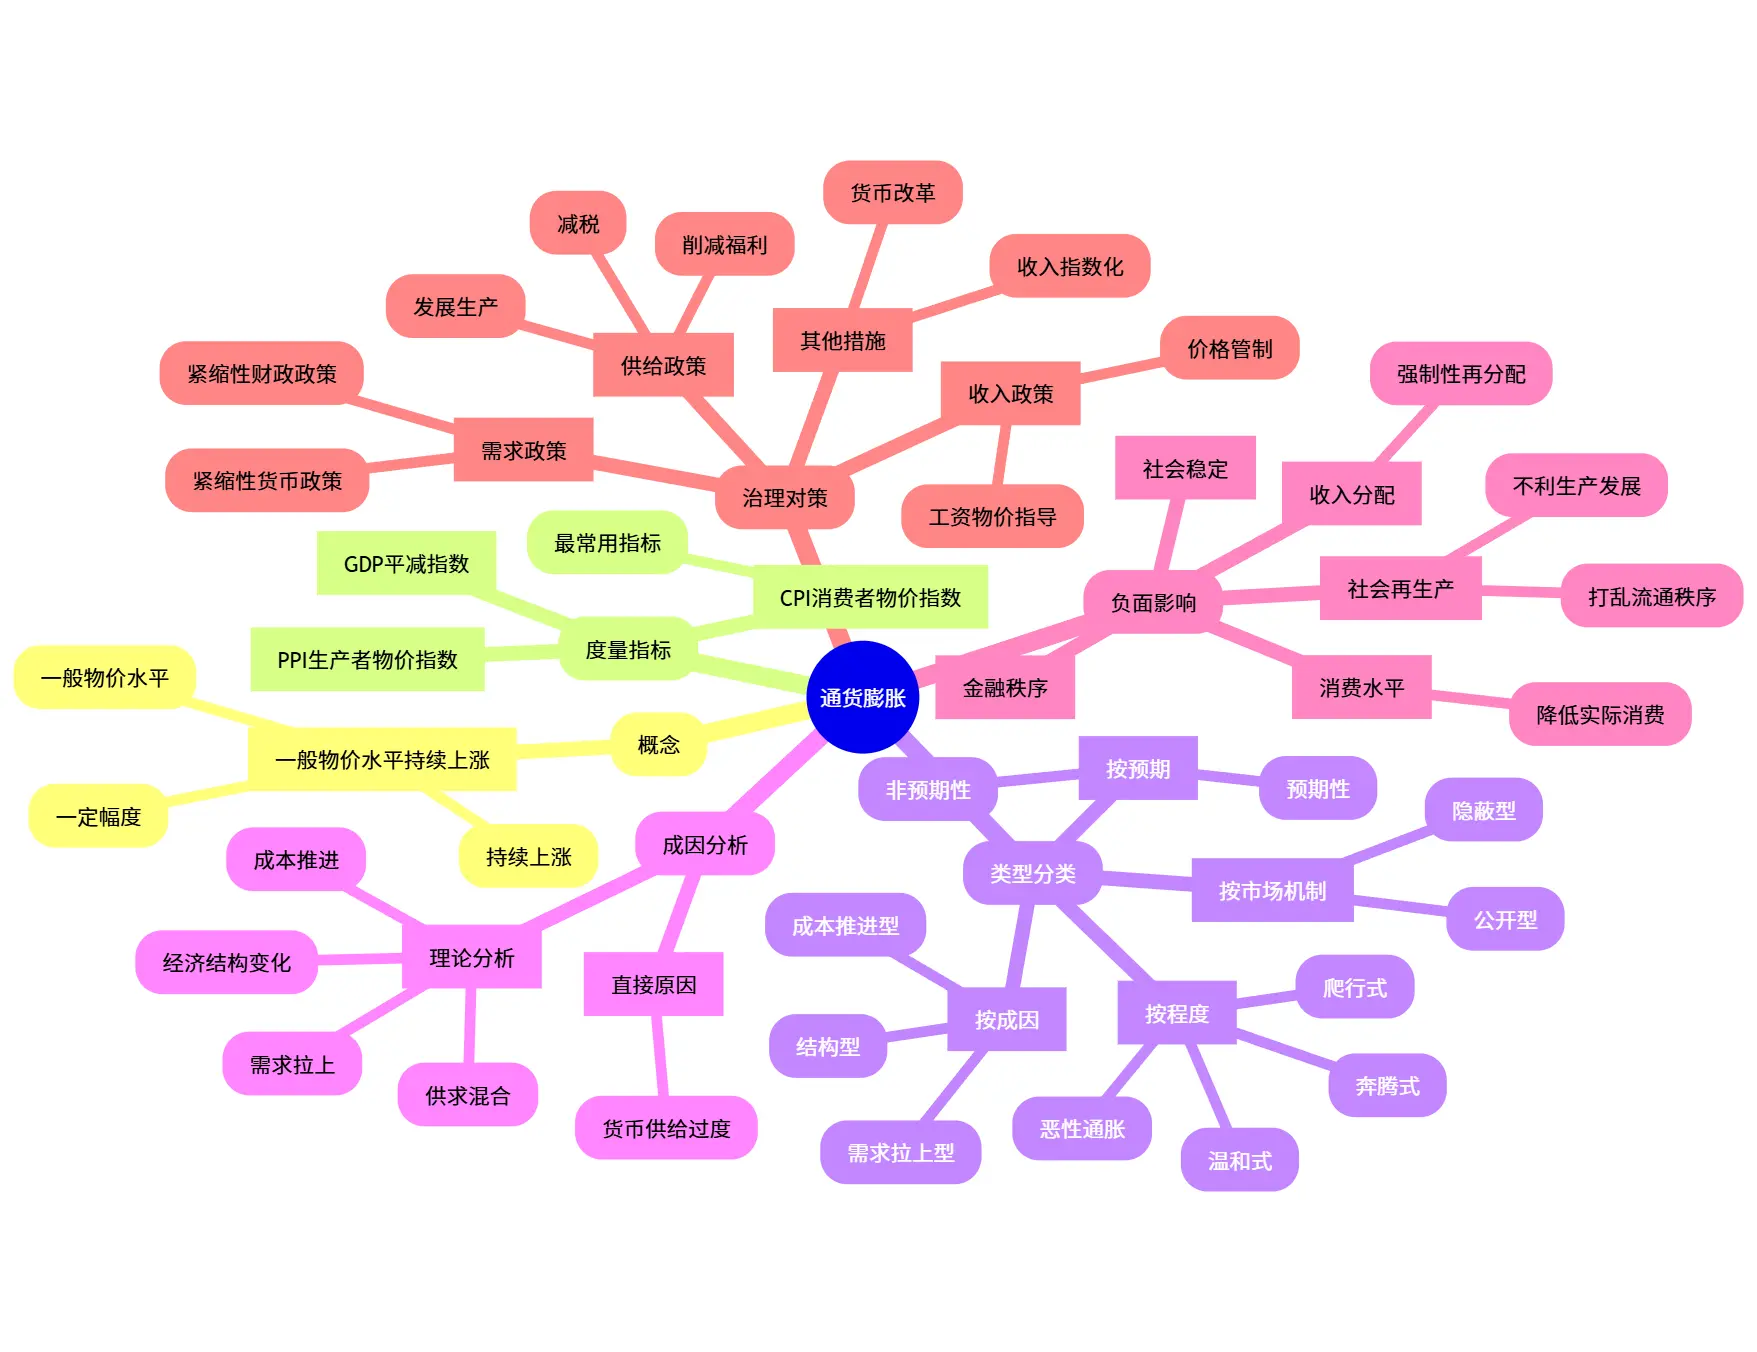 通货膨胀
治理对策
其他措施
货币改革
收入指数化
供给政策
减税
削减福利
发展生产
收入政策
价格管制
工资物价指导
需求政策
紧缩性财政政策
紧缩性货币政策
度量指标
GDP平减指数
CPI消费者物价指数
最常用指标
PPI生产者物价指数
概念
一般物价水平持续上涨
一般物价水平
一定幅度
持续上涨
成因分析
理论分析
成本推进
经济结构变化
需求拉上
供求混合
直接原因
货币供给过度
类型分类
按预期
非预期性
预期性
按市场机制
隐蔽型
公开型
按程度
爬行式
奔腾式
温和式
恶性通胀
按成因
成本推进型
结构型
需求拉上型
负面影响
社会稳定
收入分配
强制性再分配
社会再生产
不利生产发展
打乱流通秩序
消费水平
降低实际消费
金融秩序